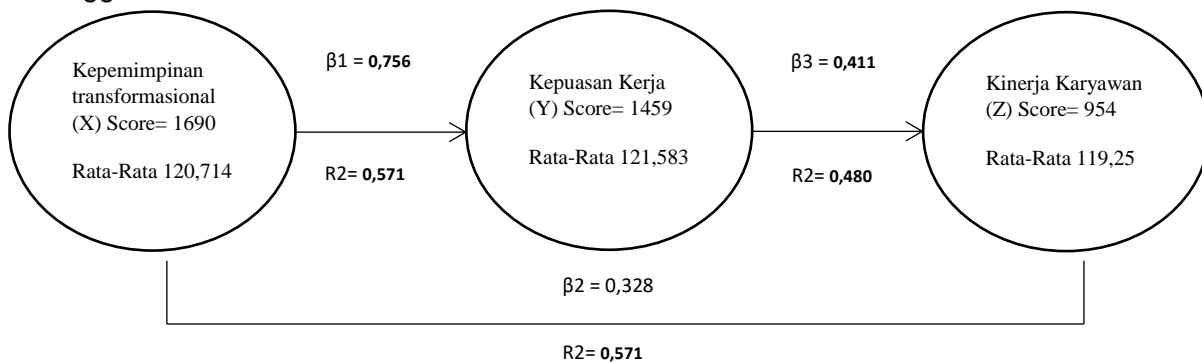 Kepemimpinan
transformasional
(X) Score= 1690
Rata-Rata 120,714
β1 = 0,756
R2= 0,571
Kepuasan Kerja
(Y) Score= 1459
Rata-Rata 121,583
β3 = 0,411
R2= 0,480
Kinerja Karyawan
(Z) Score= 954
Rata-Rata 119,25
β2 = 0,328
R2= 0,571